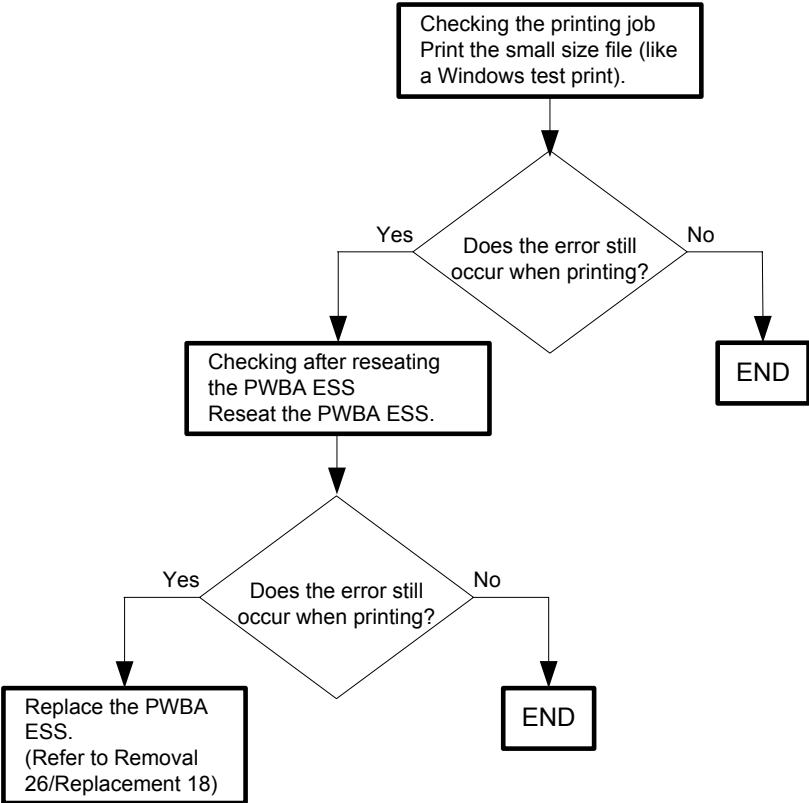 Checking the printing job
Print the small size file (like
a Windows test print).
Yes
No
Does the error still
occur when printing?
Checking after reseating
the PWBA ESS
Reseat the PWBA ESS.
END
Yes
No
Does the error still
occur when printing?
Replace the PWBA
ESS.
(Refer to Removal
26/Replacement 18)
END